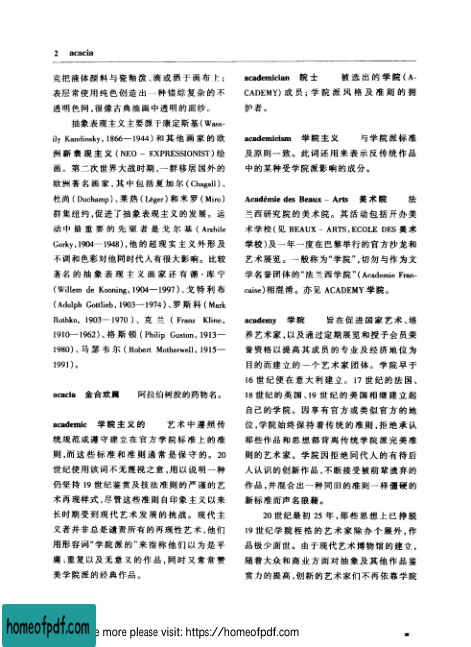 2 acacia
克把液体颜料与瓷釉泼、滴或洒于画布上；
表层常使用纯色创造出一种错综复杂的不
透明色网,很像古典油画中透明的面纱。
抽象表现主义主要源于康定斯基(Wass-
ily Kandinsky, 1866—1944)和其他画家的欧
洲新表现主义(NEO - EXPRESSIONIST)绘
画。第二次世界大战时期,一群移居国外的
欧洲著名画家,其中包括夏加尔(Chagall)、
杜尚(Duchamp)、莱热(Léger)和米罗(Miro)
群集纽约,促进了抽象表现主义的发展。运
动中最重要的先驱者是戈尔基(Arshile
Gorky,1904—1948),他的超现实主义外形及
不调和色彩对他同时代人有很大影响。比较
著名的抽象表现主义画家还有德·库宁
(Willem de Kooning, 1904—1997)、戈特利布
(Adolph Gottlieb, 1903—1974)、罗斯科(Mark
Rothko, 1903—1970)、克兰(Franz Kline,
1910—1962)、格斯顿(Philip Guston, 1913—
1980)、马瑟韦尔(Robert Motherwell, 1915—
1991)。
acacia 金合欢属 阿拉伯树胶的药物名。
academic 学院主义的 艺术中遵照传
统规范或遵守建立在官方学院标准上的准
则,而这些标准和准则通常是保守的。20
世纪使用该词不无蔑视之意,用以说明一种
仍坚持 19 世纪鉴赏及技法准则的严谨的艺
术再现样式,尽管这些准则自印象主义以来
长时期受到现代艺术发展的挑战。现代主
义者并非总是谴责所有的再现性艺术,他们
用形容词“学院派的”来指称他们以为是平
庸、重复以及无意义的作品,同时又常常赞
美学院派的经典作品。
academician 院士 被选出的学院(A-
CADEMY)成员；学院派风格及准则的拥
护者。
academicism 学院主义 与学院派标准
及原则一致。此词还用来表示反传统作品
中的某种受学院派影响的成分。
Académie des Beaux - Arts 美术院 法
兰西研究院的美术院。其活动包括开办美
术学校(见 BEAUX - ARTS, ECOLE DES 美术
学校)及一年一度在巴黎举行的官方沙龙和
艺术展览。一般称为“学院”,切勿与作为文
学名誉团体的“法兰西学院”(Academie Fran-
caise)相混淆。亦见 ACADEMY 学院。
academy 学院 旨在促进国家艺术、培
养艺术家,以及通过定期展览和授予会员荣
誉资格以提高其成员的专业及经济地位为
目的而建立的一个艺术家团体。学院早于
16 世纪便在意大利建立。17 世纪的法国、
18 世纪的英国、19 世纪的美国相继建立起
自己的学院。因享有官方或类似官方的地
位,学院始终保持着传统的准则,拒绝承认
那些作品和思想都背离传统学院派完美准
则的艺术家。学院因拒绝同代人的有待后
人认识的创新作品,不断接受被前辈遗弃的
作品,并混合出一种同旧的准则一样僵硬的
新标准而声名狼藉。
20 世纪最初 25 年,那些思想上已挣脱
19 世纪学院桎梏的艺术家除办个展外,作
品极少面世。由于现代艺术博物馆的建立,
随着大众和商业方面对抽象及其他作品鉴
赏力的提高,创新的艺术家们不再依靠学院
homeofpdf.com
e more please visit: https://homeofpdf.com